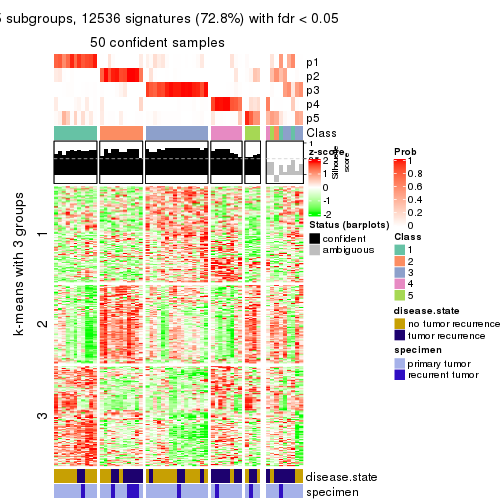 5 subgroups, 12536 signatures (72.8%) with fdr < 0.05
50 confident samples
p1
p2
p3
p4
p5
Class
1
z-score
2
1
0
-1
-2
Silhouette
score
Status (barplots)
confident
ambiguous
k-means with 3 groups
1
2
3
disease.state
specimen
Prob
1
0.8
0.6
0.4
0.2
0
Class
1
2
3
4
5
disease.state
no tumor recurrence
tumor recurrence
specimen
primary tumor
recurrent tumor